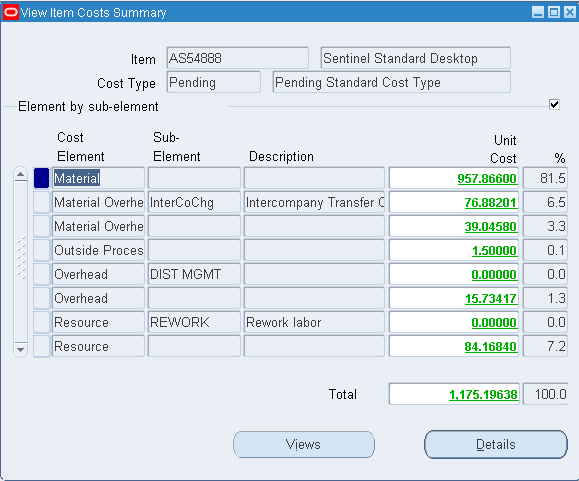 View Item Costs Summary
Item AS54888 Sentinel Standard Desktop
Cost Type Pending Pending Standard Cost Type
Element by sub-element
Cost Element Sub-Element Description Unit Cost %
Material 957.86600 81.5
Material Overhe InterCoChg Intercompany Transfer C 76.88201 6.5
Material Overhe 39.04580 3.3
Outside Proces 1.50000 0.1
Overhead DIST MGMT 0.00000 0.0
Overhead 15.73417 1.3
Resource REWORK Rework labor 0.00000 0.0
Resource 84.16840 7.2
Total 1,175.19638 100.0
Views Details